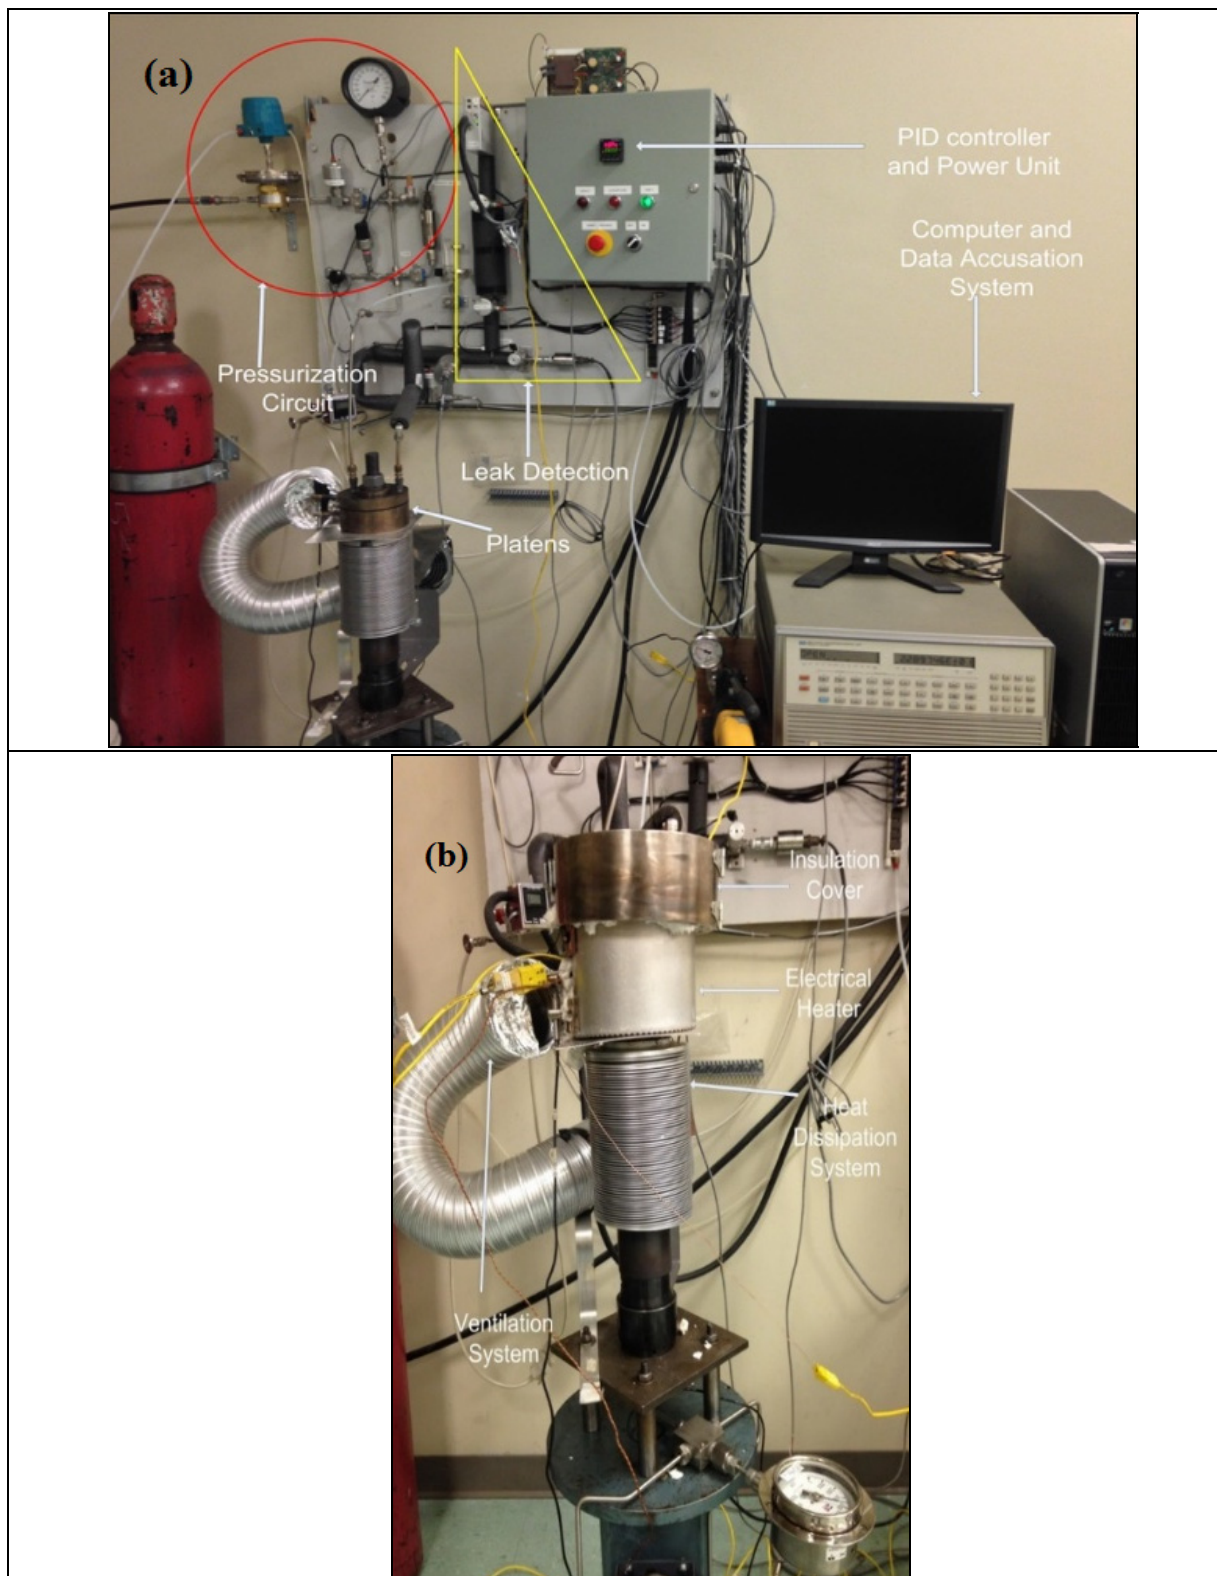 (a)
PID controller
and Power Unit
Computer and
Data Accusation
System
Pressurization
Circuit
Leak Detection
Platens
(b)
Insulation
Cover
Electrical
Heater
Heat
Dissipation
System
Ventilation
System